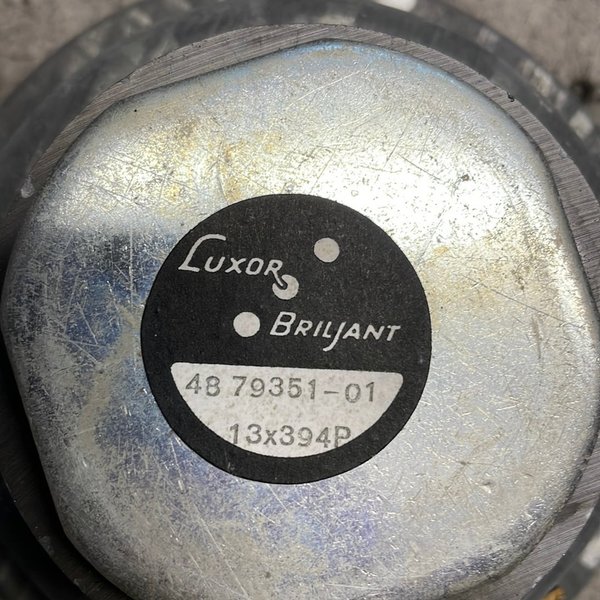 LUXOR
BRILJANT
48 79351-01
13x394P